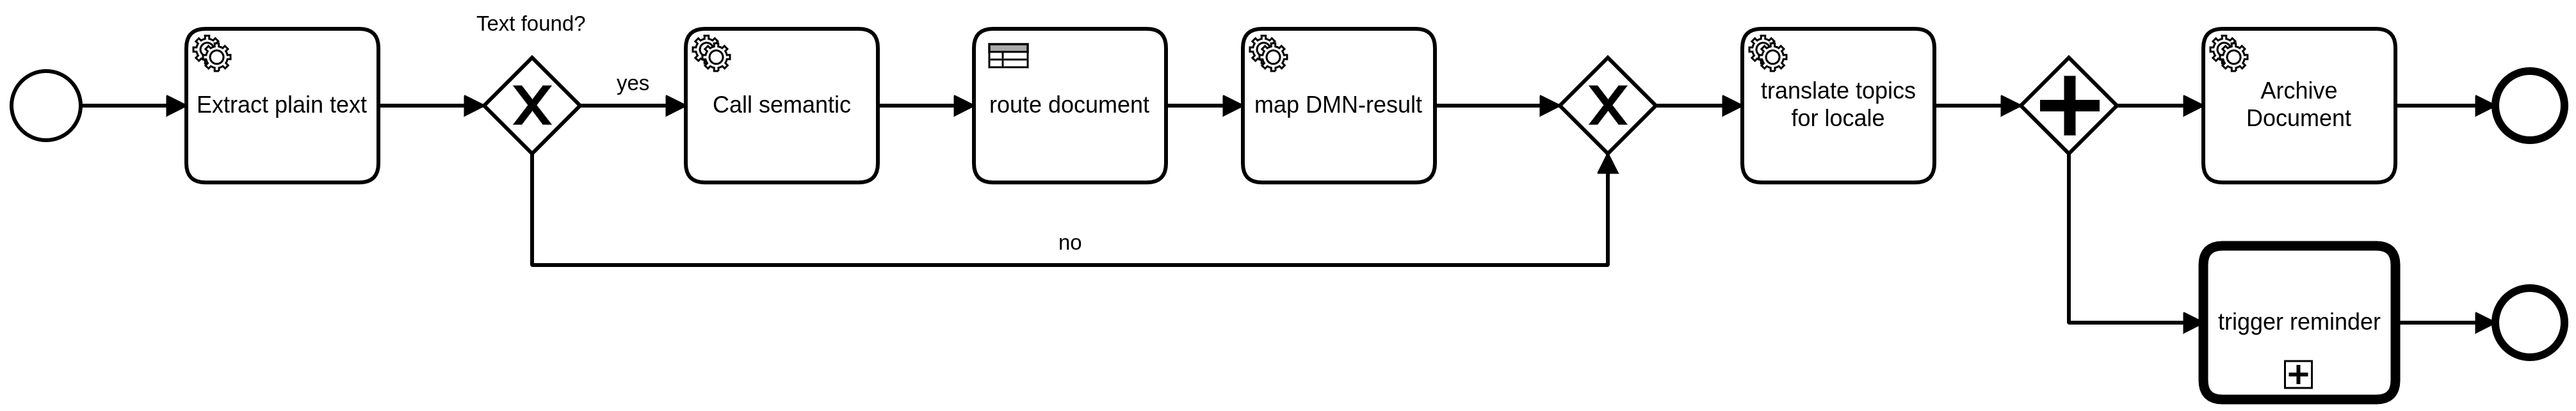 Text found?
Extract plain text
yes
Call semantic
route document
map DMN-result
translate topics
for locale
Archive
Document
no
trigger reminder